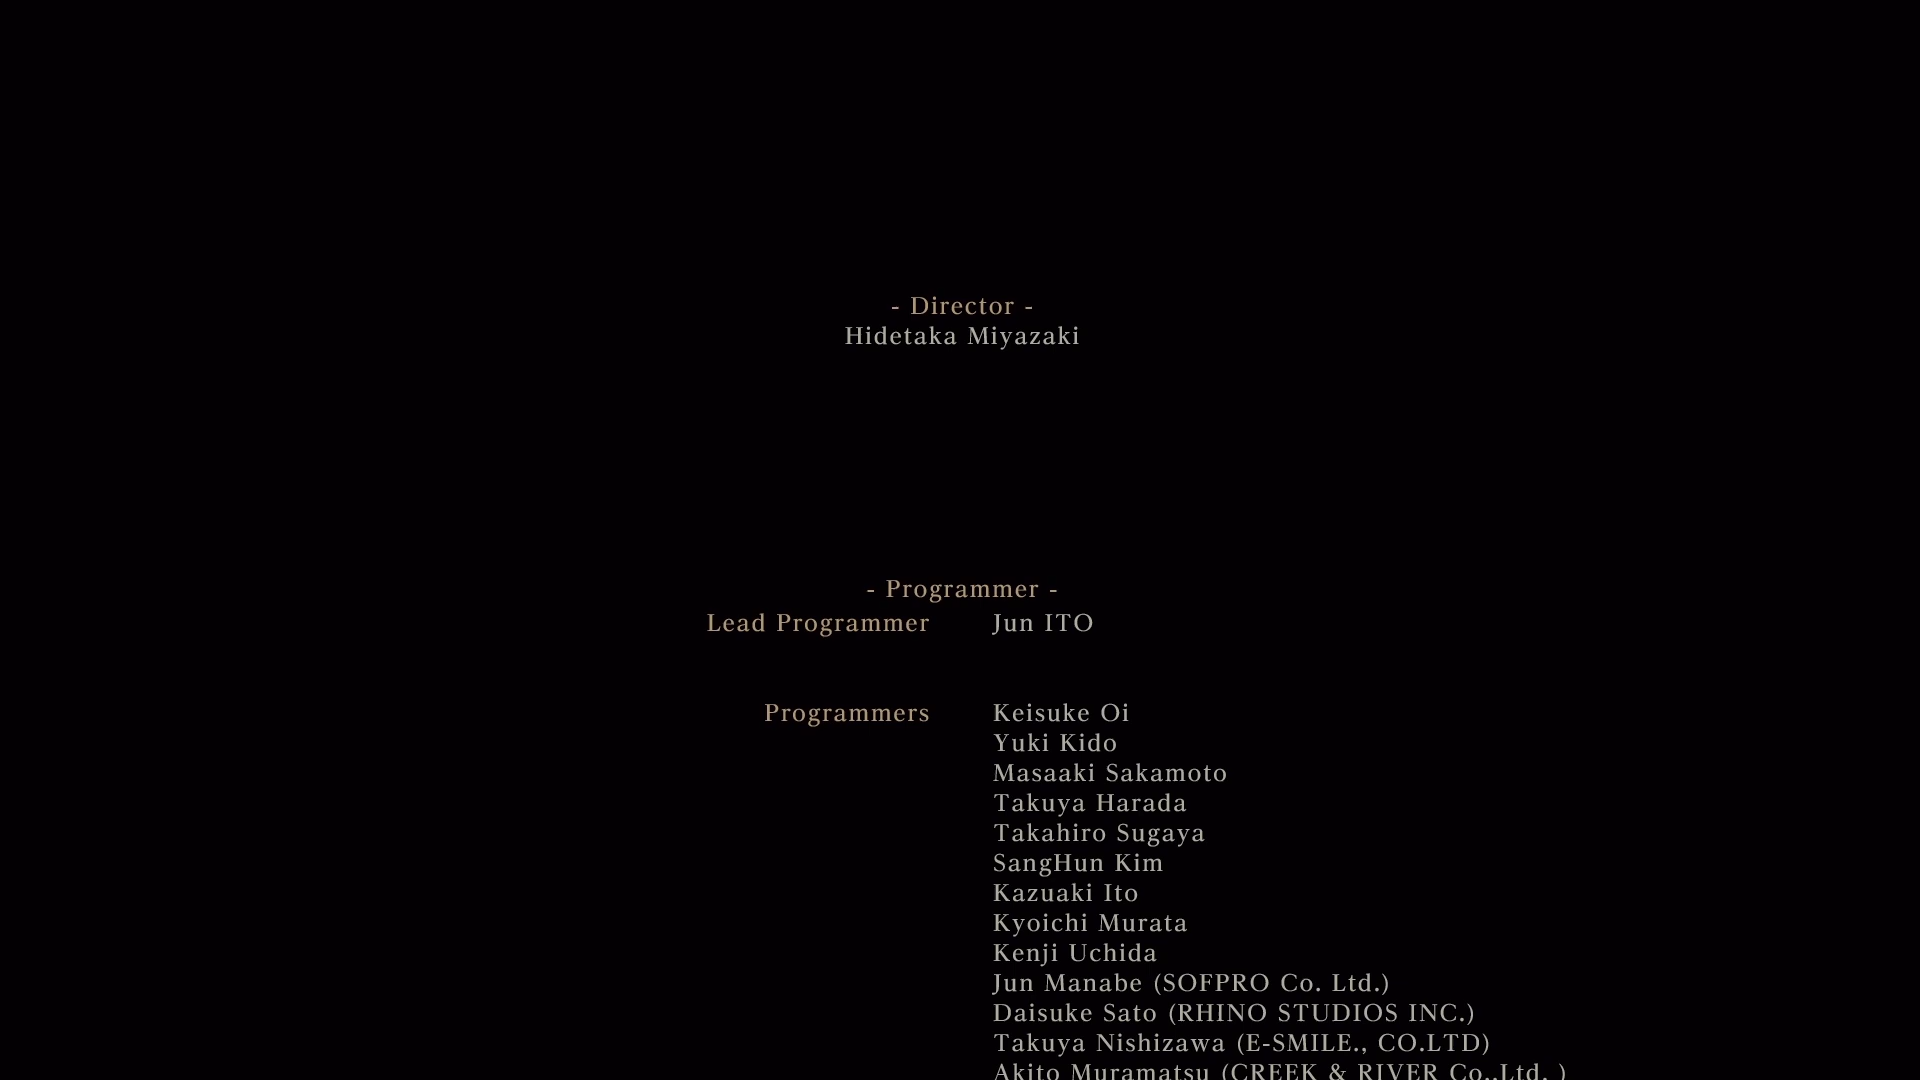 - Director -
Hidetaka Miyazaki
- Programmer -
Lead Programmer Jun ITO
Programmers Keisuke Oi
Yuki Kido
Masaaki Sakamoto
Takuya Harada
Takahiro Sugaya
SangHun Kim
Kazuaki Ito
Kyoichi Murata
Kenji Uchida
Jun Manabe (SOFPRO Co. Ltd.)
Daisuke Sato (RHINO STUDIOS INC.)
Takuya Nishizawa (E-SMILE., CO.LTD)
Akito Muramatsu (CREEK & RIVER Co.,Ltd. )